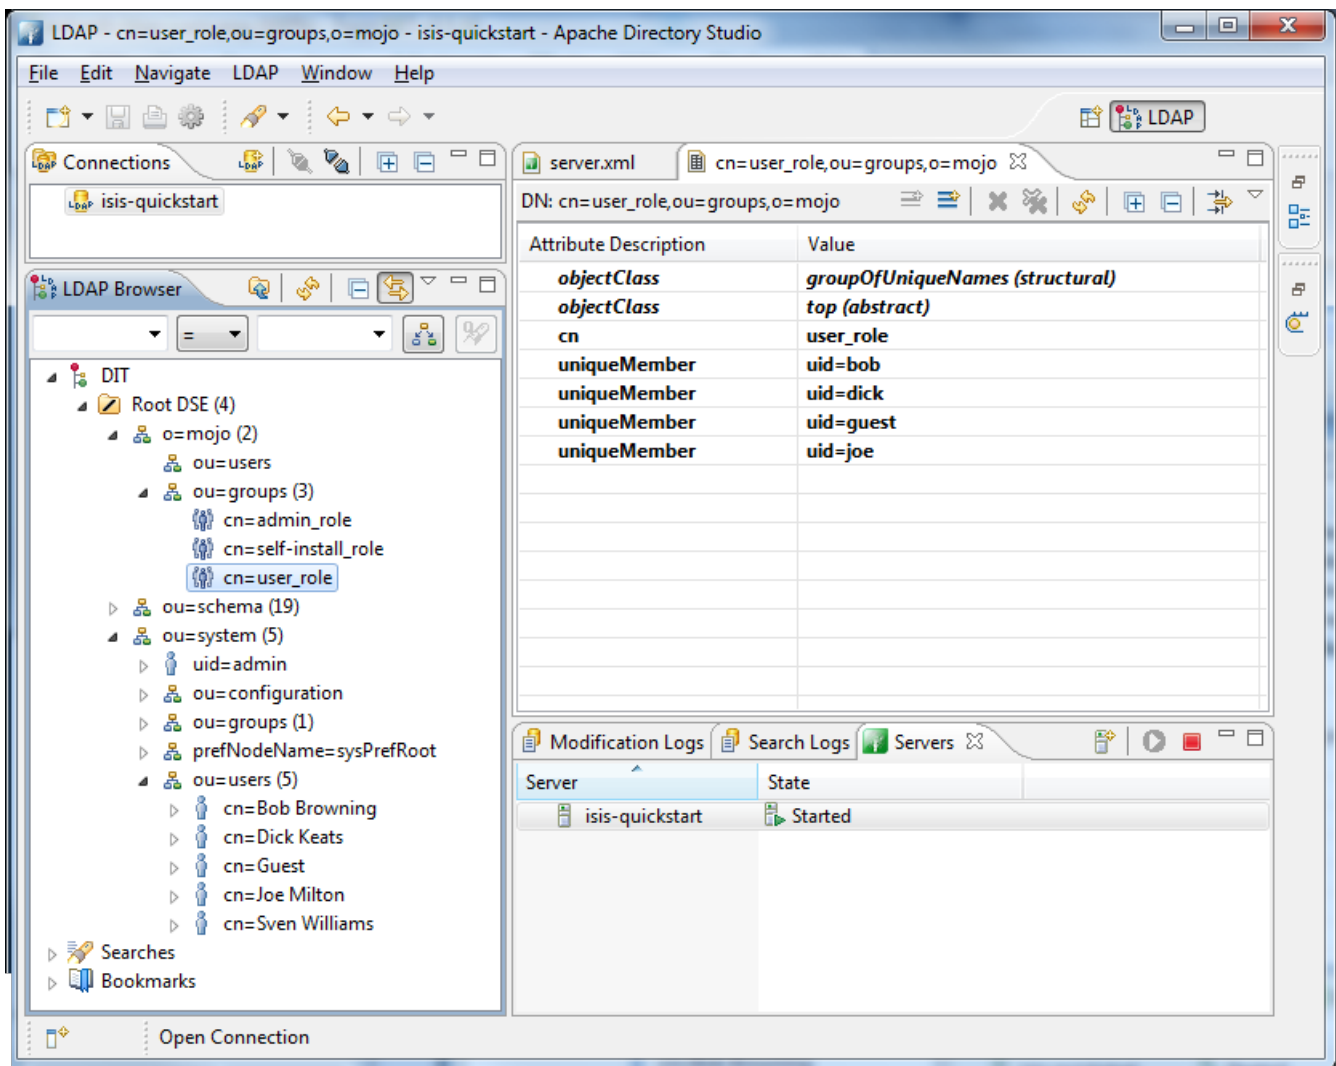 LDAP - cn=user_role,ou=groups,o=mojo - isis-quickstart - Apache Directory Studio
File Edit Navigate LDAP Window Help
LDAP
Connections
isis-quickstart
LDAP Browser
=
DIT
Root DSE (4)
o=mojo (2)
ou=users
ou=groups (3)
cn=admin_role
cn=self-install_role
cn=user_role
ou=schema (19)
ou=system (5)
uid=admin
ou=configuration
ou=groups (1)
prefNodeName=sysPrefRoot
ou=users (5)
cn=Bob Browning
cn=Dick Keats
cn=Guest
cn=Joe Milton
cn=Sven Williams
Searches
Bookmarks
server.xml cn=user_role,ou=groups,o=mojo
DN: cn=user_role,ou=groups,o=mojo
Attribute Description Value
objectClass groupOfUniqueNames (structural)
objectClass top (abstract)
cn user_role
uniqueMember uid=bob
uniqueMember uid=dick
uniqueMember uid=guest
uniqueMember uid=joe
Modification Logs Search Logs Servers
Server State
isis-quickstart Started
Open Connection